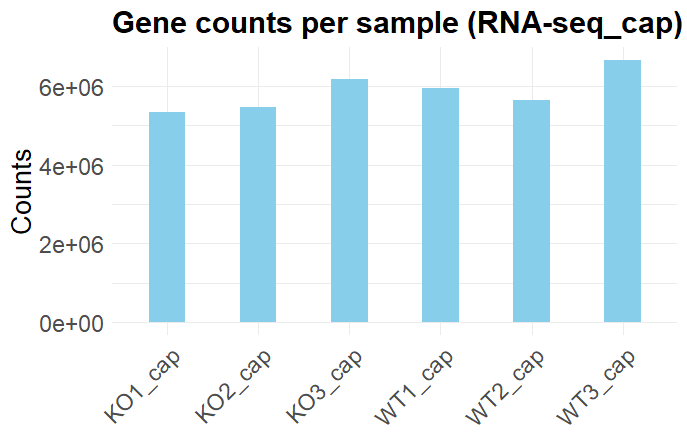 Gene counts per sample (RNA-seq_cap)
Counts
6e+06
4e+06
2e+06
0e+00
KO1_cap
KO2_cap
KO3_cap
WT1_cap
WT2_cap
WT3_cap